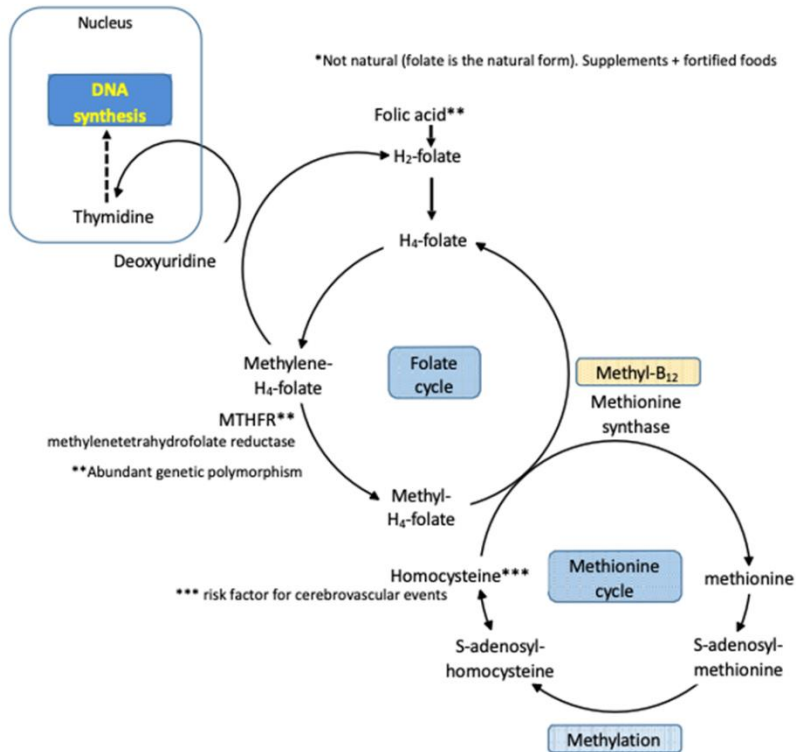 Nucleus
DNA
synthesis
Thymidine
Deoxyuridine
*Not natural (folate is the natural form). Supplements + fortified foods
Folic acid**
H₂-folate
H₄-folate
Methylene-
H₄-folate
Folate
cycle
Methyl-B₁₂
Methionine
synthase
MTHFR**
methylenetetrahydrofolate reductase
**Abundant genetic polymorphism
Methyl-
H₄-folate
Homocysteine***
*** risk factor for cerebrovascular events
Methionine
cycle
methionine
S-adenosyl-
homocysteine
S-adenosyl-
methionine
Methylation